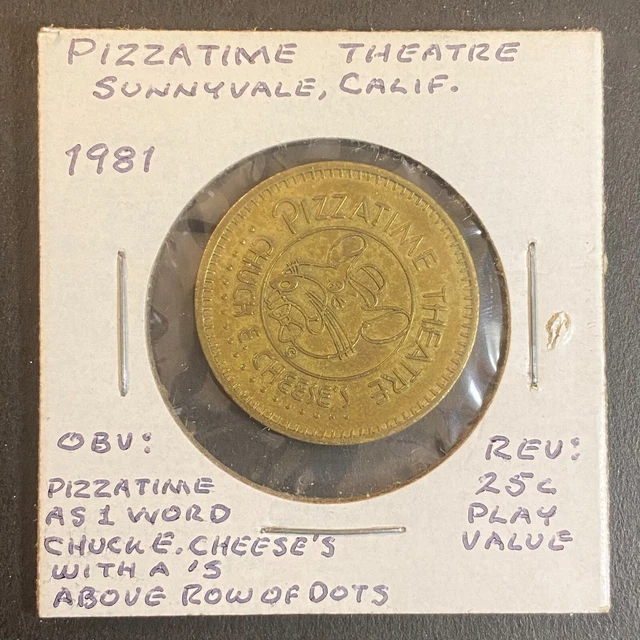 PIZZATIME THEATRE
SUNNYVALE, CALIF.
1981
PIZZATIME THEATRE
CHUCK E. CHEESE'S
©
OBV:
PIZZATIME
AS 1 WORD
CHUCK E. CHEESE'S
WITH A 'S
ABOVE ROW OF DOTS
REV:
25¢
PLAY
VALUE